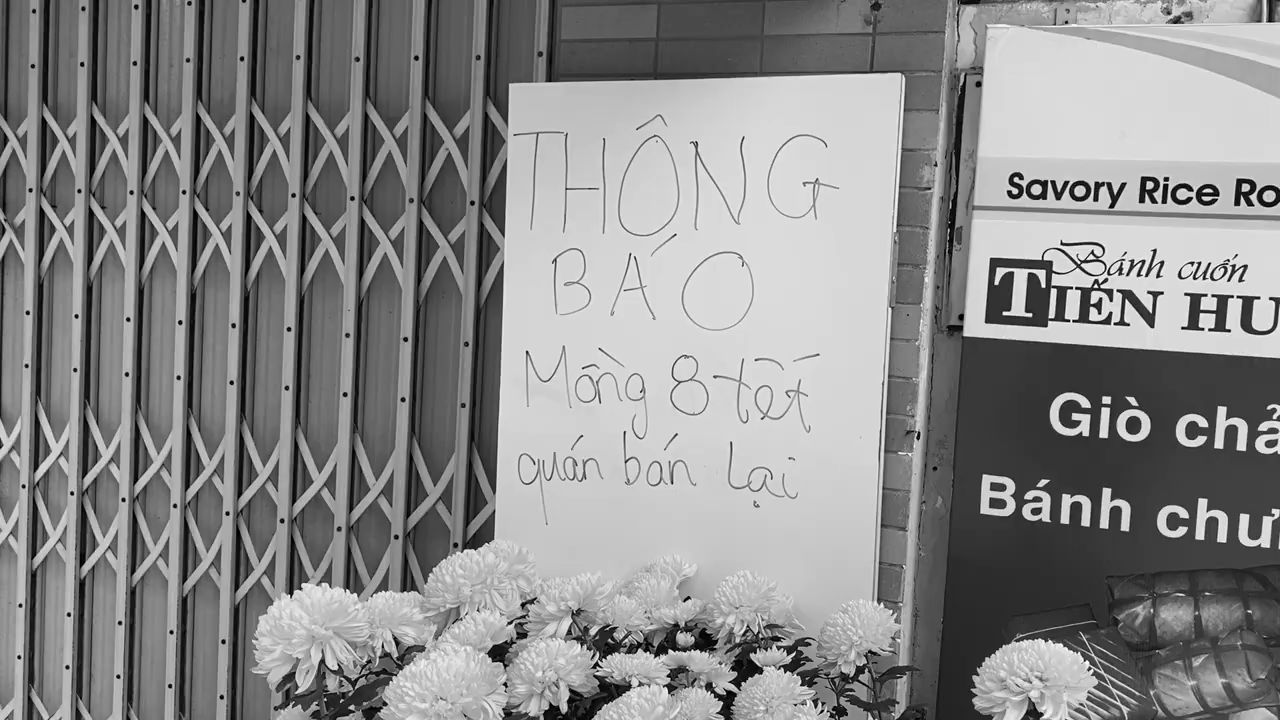 THÔNG
BÁO
Mồng 8 tết
quán bán lại
Savory Rice Ro
Bánh cuốn
TIẾN HU
Giò chả
Bánh chư